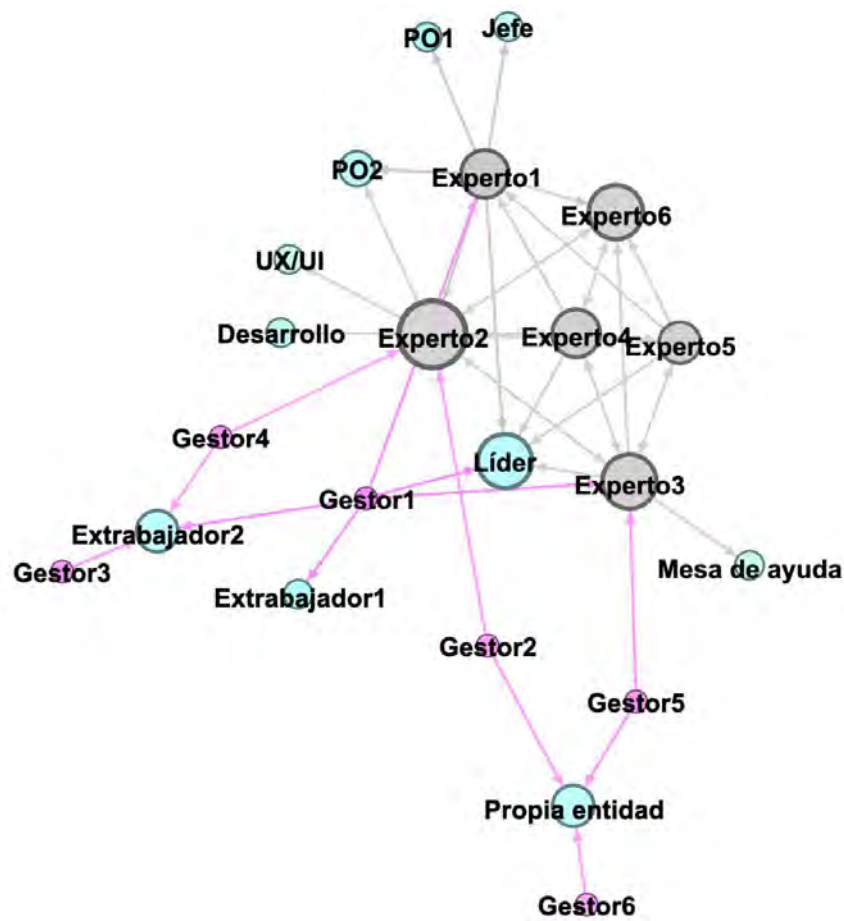 Jefe
PO1
PO2
Experto1
Experto6
UX/UI
Desarrollo
Experto2
Experto4
Experto5
Gestor4
Líder
Experto3
Gestor1
Extrabajador2
Gestor3
Mesa de ayuda
Extrabajador1
Gestor2
Gestor5
Propia entidad
Gestor6